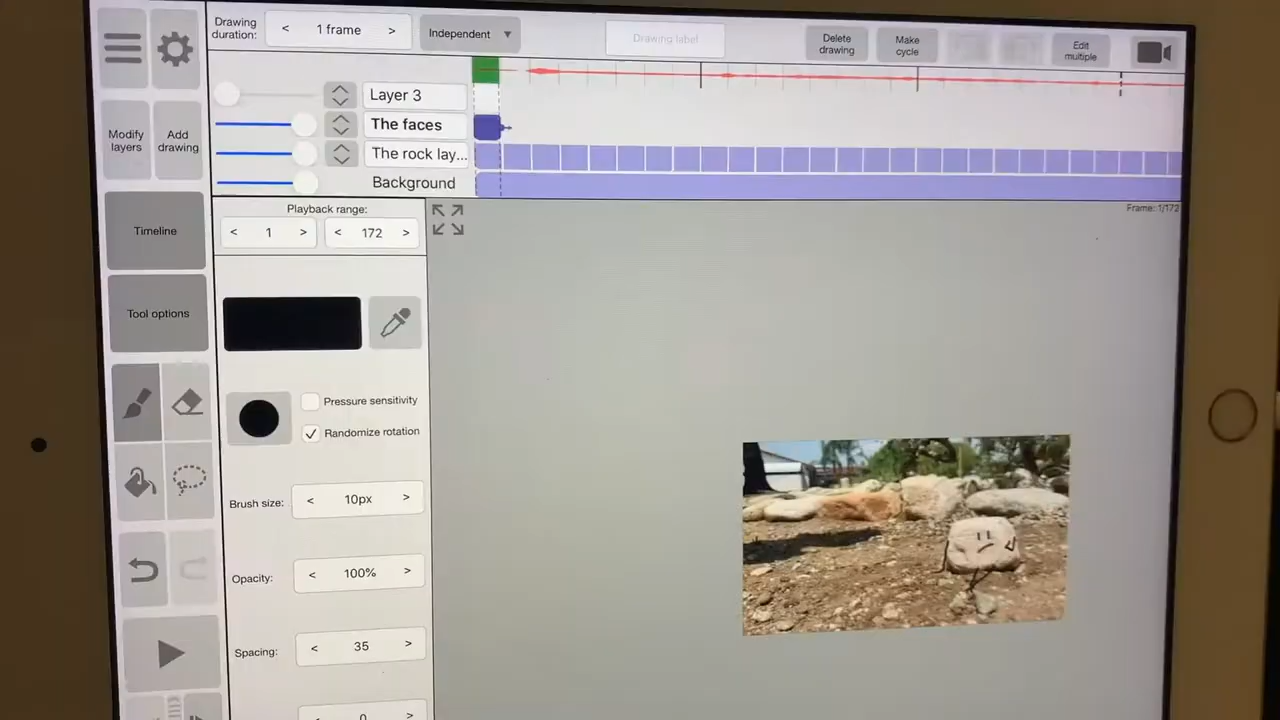 Drawing duration:
< 1 frame >
Independent ▼
Drawing label
Delete drawing
Make cycle
Edit multiple
Layer 3
Modify layers
Add drawing
The faces
The rock lay...
Background
Playback range:
< 1 >
< 172 >
Frame: 1/172
Timeline
Tool options
Pressure sensitivity
Randomize rotation
Brush size:
< 10px >
Opacity:
< 100% >
Spacing:
< 35 >
0 >